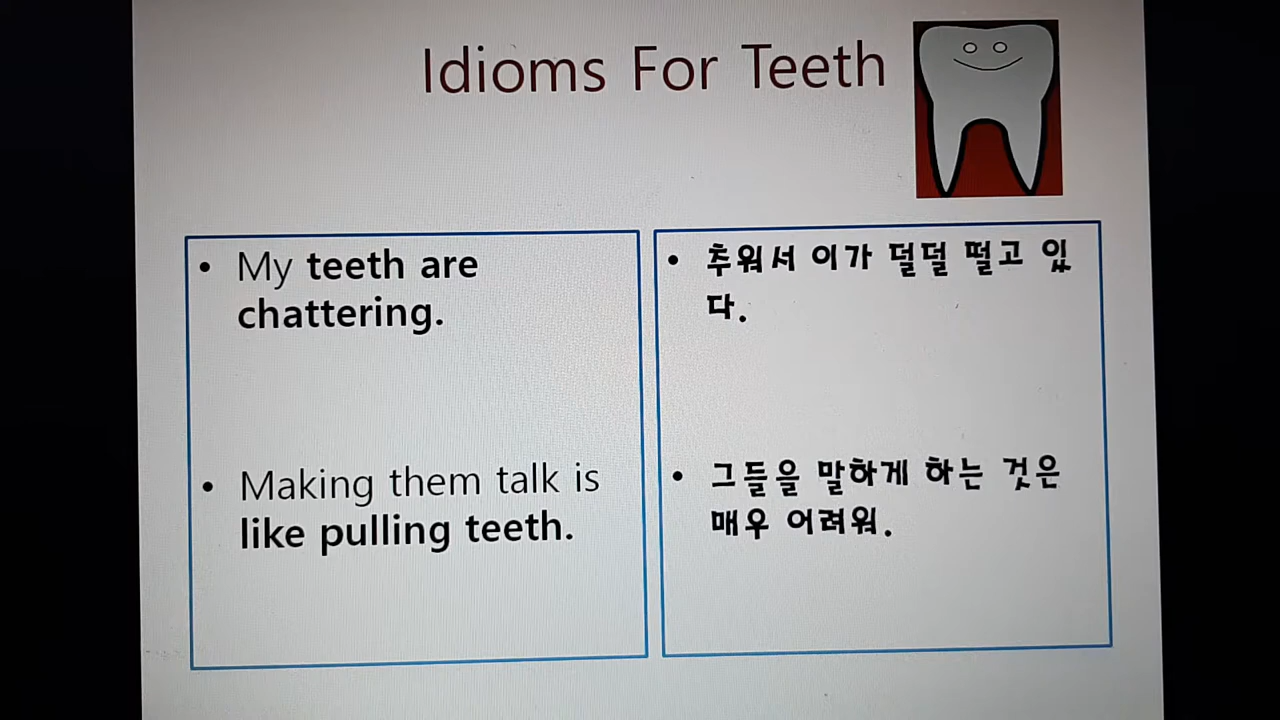 Idioms For Teeth
• My teeth are
chattering.
• Making them talk is
like pulling teeth.
• 추워서 이가 덜덜 떨고 있
다.
• 그들을 말하게 하는 것은
매우 어려워.